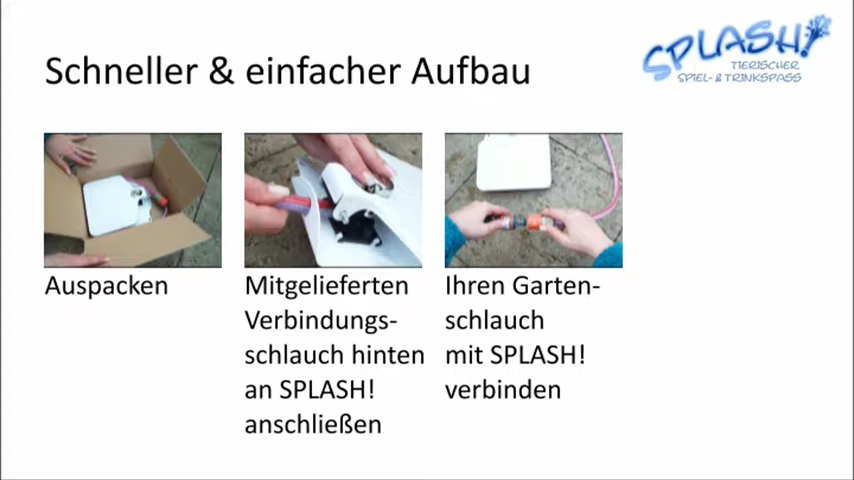 Schneller & einfacher Aufbau
SPLASH!
TIERISCHER
SPIEL- & TRINKSPASS
Auspacken
Mitgelieferten
Verbindungs-
schlauch hinten
an SPLASH!
anschließen
Ihren Garten-
schlauch
mit SPLASH!
verbinden